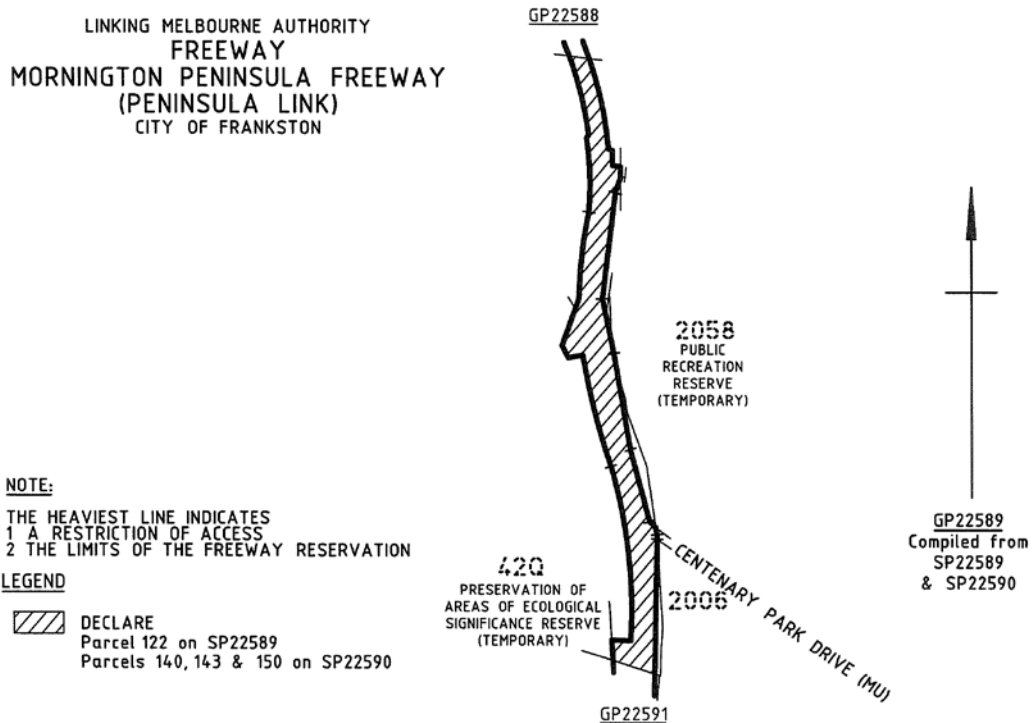 LINKING MELBOURNE AUTHORITY
FREEWAY
MORNINGTON PENINSULA FREEWAY
(PENINSULA LINK)
CITY OF FRANKSTON
GP22588
2058
PUBLIC
RECREATION
RESERVE
(TEMPORARY)
NOTE:
THE HEAVIEST LINE INDICATES
1 A RESTRICTION OF ACCESS
2 THE LIMITS OF THE FREEWAY RESERVATION
LEGEND
DECLARE
Parcel 122 on SP22589
Parcels 140, 143 & 150 on SP22590
42Q
PRESERVATION OF
AREAS OF ECOLOGICAL
SIGNIFICANCE RESERVE
(TEMPORARY)
2006
CENTENARY PARK DRIVE (MU)
GP22589
Compiled from
SP22589
& SP22590
GP22591